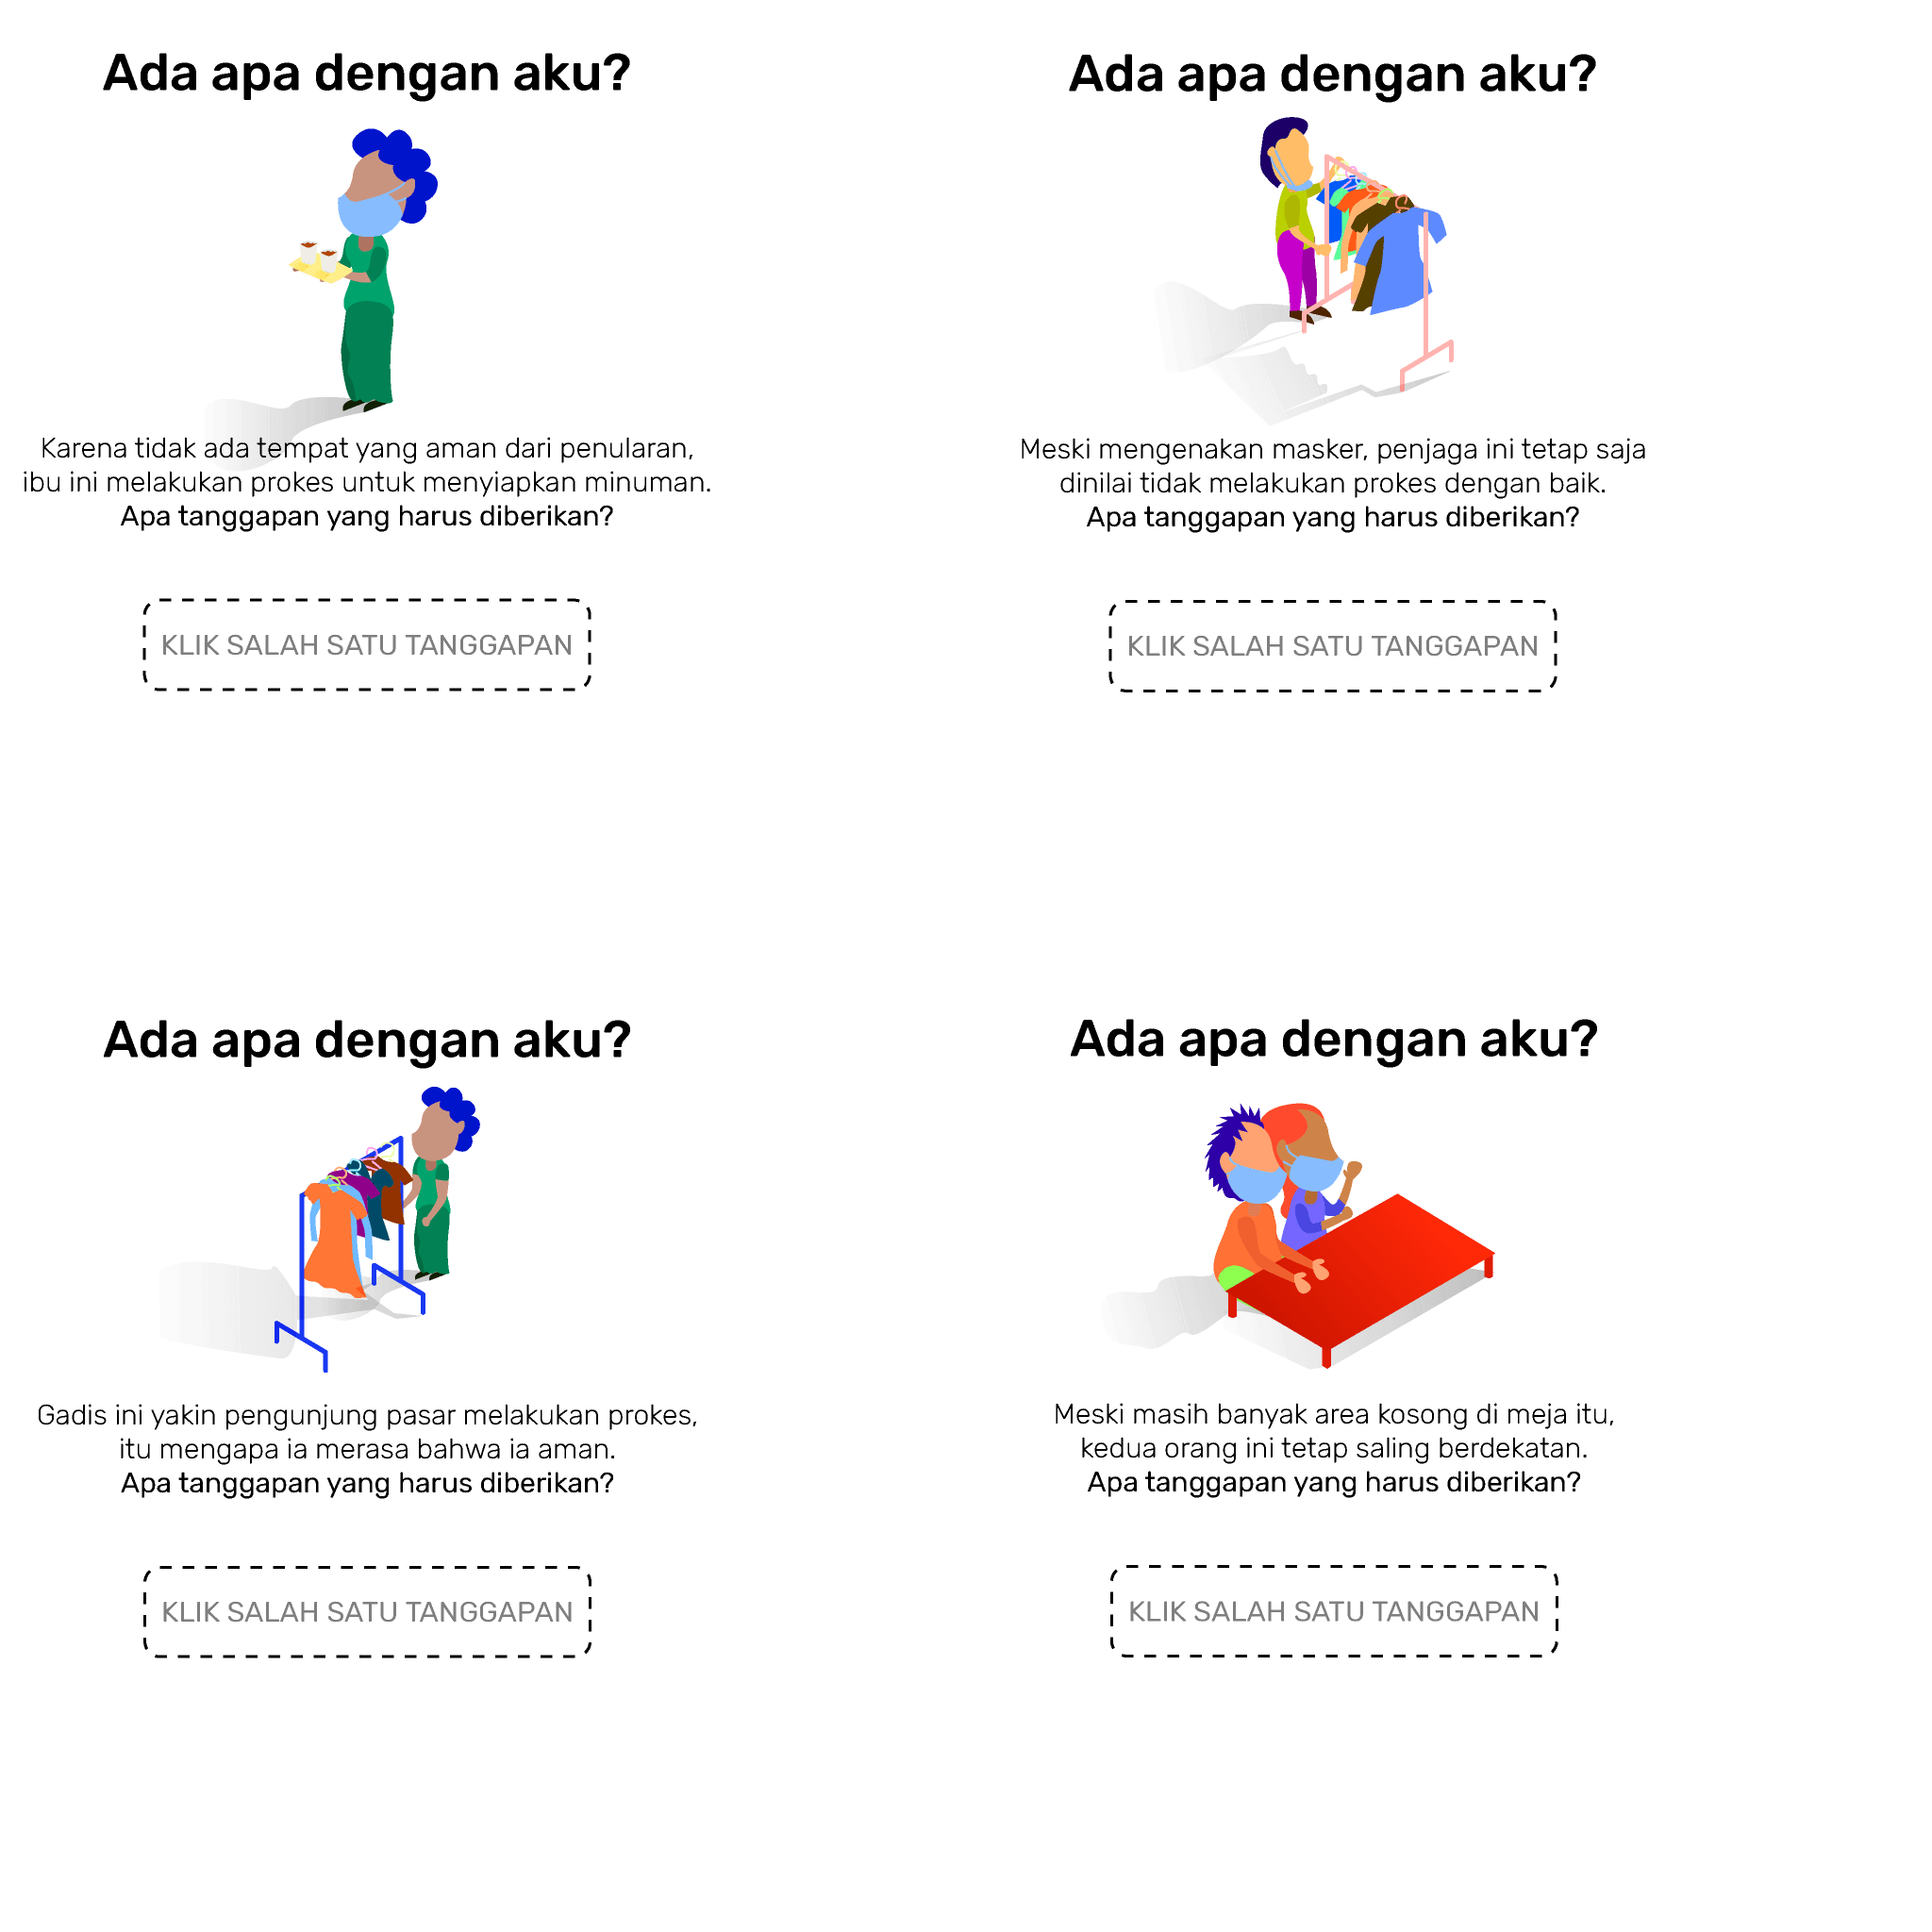 Ada apa dengan aku?
Karena tidak ada tempat yang aman dari penularan,
ibu ini melakukan prokes untuk menyiapkan minuman.
Apa tanggapan yang harus diberikan?
KLIK SALAH SATU TANGGAPAN
Ada apa dengan aku?
Meski mengenakan masker, penjaga ini tetap saja
dinilai tidak melakukan prokes dengan baik.
Apa tanggapan yang harus diberikan?
KLIK SALAH SATU TANGGAPAN
Ada apa dengan aku?
Gadis ini yakin pengunjung pasar melakukan prokes,
itu mengapa ia merasa bahwa ia aman.
Apa tanggapan yang harus diberikan?
KLIK SALAH SATU TANGGAPAN
Ada apa dengan aku?
Meski masih banyak area kosong di meja itu,
kedua orang ini tetap saling berdekatan.
Apa tanggapan yang harus diberikan?
KLIK SALAH SATU TANGGAPAN